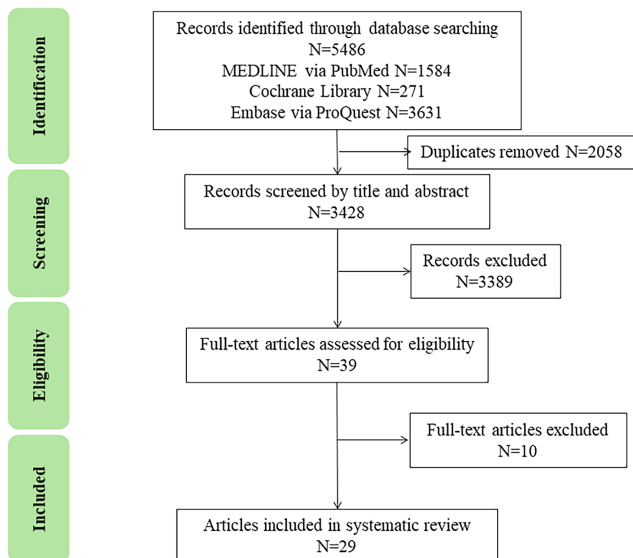 Identification
Records identified through database searching
N=5486
MEDLINE via PubMed N=1584
Cochrane Library N=271
Embase via ProQuest N=3631
Duplicates removed N=2058
Screening
Records screened by title and abstract
N=3428
Records excluded
N=3389
Eligibility
Full-text articles assessed for eligibility
N=39
Full-text articles excluded
N=10
Included
Articles included in systematic review
N=29